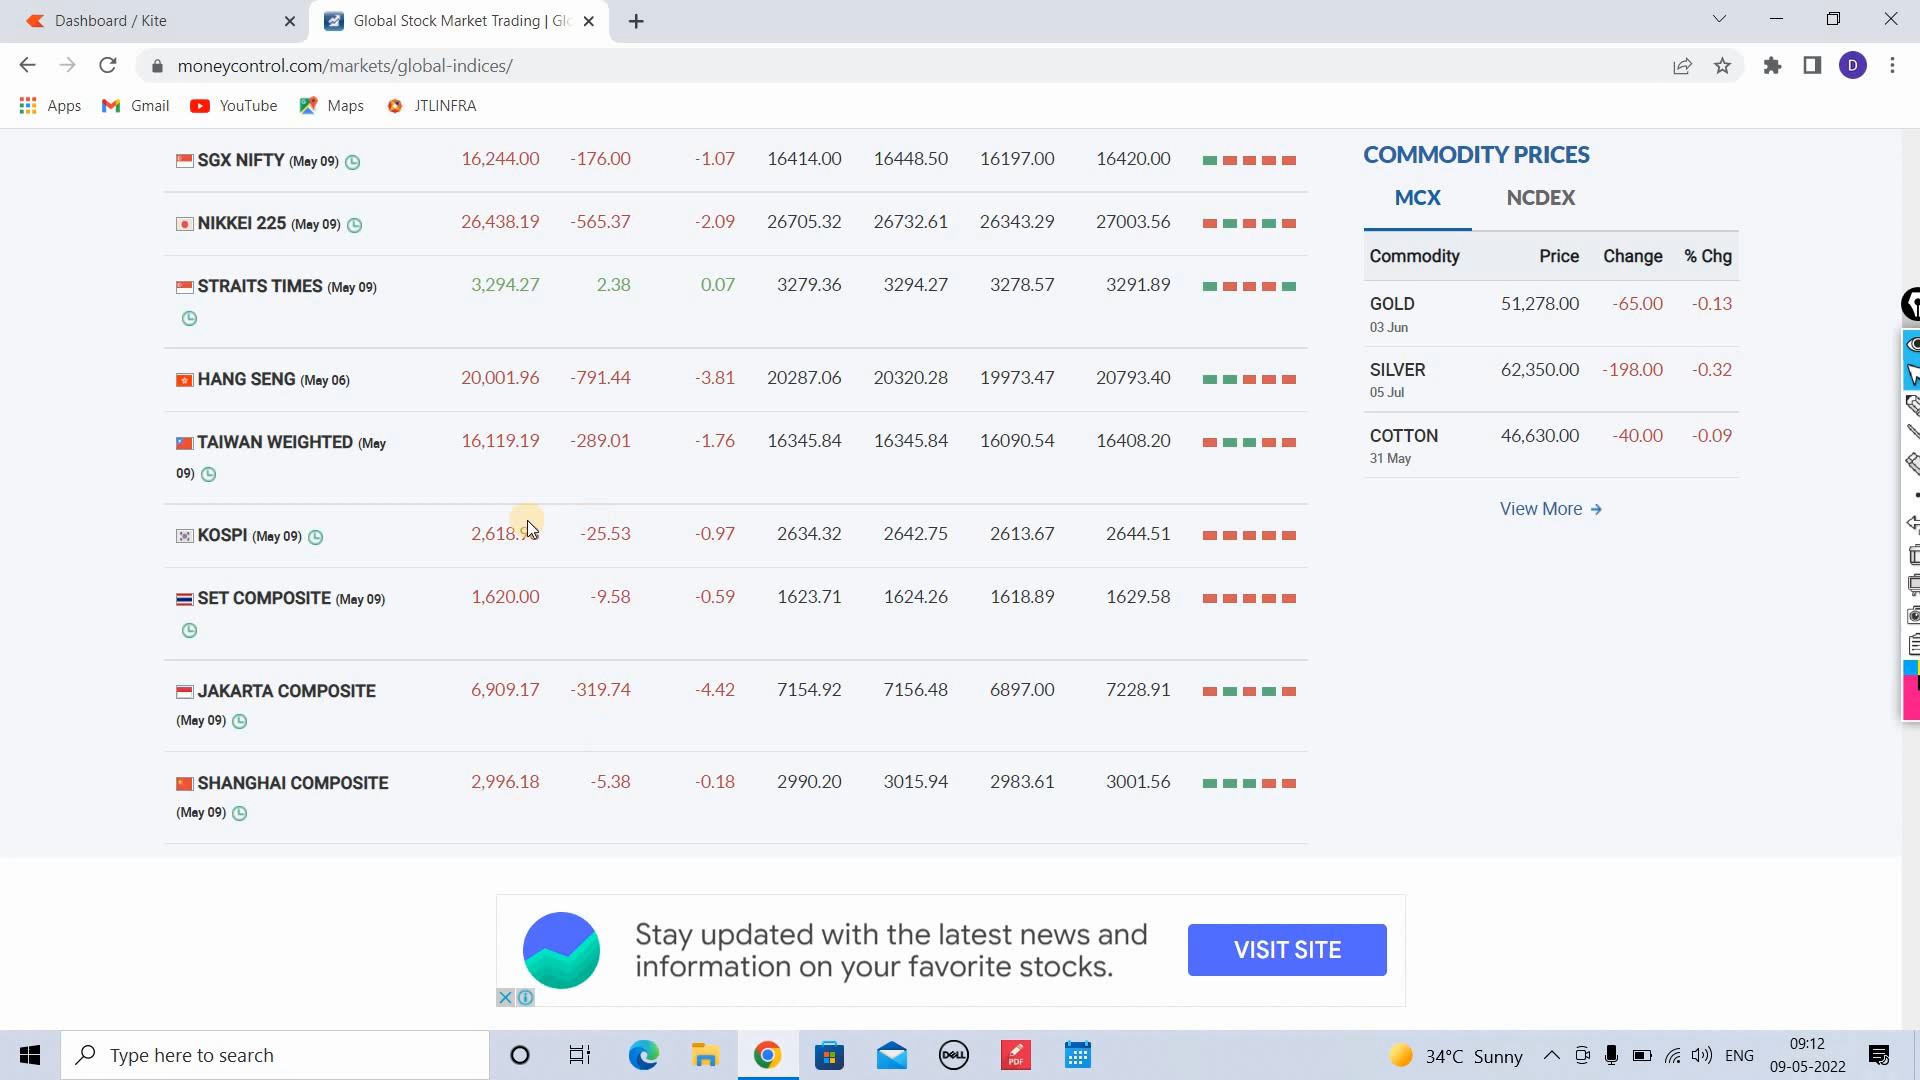 Dashboard / Kite
Global Stock Market Trading | Glo
moneycontrol.com/markets/global-indices/
D
Apps
Gmail
YouTube
Maps
JTLINFRA
SGX NIFTY (May 09) 16,244.00 -176.00 -1.07 16414.00 16448.50 16197.00 16420.00
NIKKEI 225 (May 09) 26,438.19 -565.37 -2.09 26705.32 26732.61 26343.29 27003.56
STRAITS TIMES (May 09) 3,294.27 2.38 0.07 3279.36 3294.27 3278.57 3291.89
HANG SENG (May 06) 20,001.96 -791.44 -3.81 20287.06 20320.28 19973.47 20793.40
TAIWAN WEIGHTED (May 16,119.19 -289.01 -1.76 16345.84 16345.84 16090.54 16408.20
09)
KOSPI (May 09) -25.53 -0.97 2634.32 2642.75 2613.67 2644.51
SET COMPOSITE (May 09) 1,620.00 -9.58 -0.59 1623.71 1624.26 1618.89 1629.58
JAKARTA COMPOSITE 6,909.17 -319.74 -4.42 7154.92 7156.48 6897.00 7228.91
(May 09)
SHANGHAI COMPOSITE 2,996.18 -5.38 -0.18 2990.20 3015.94 2983.61 3001.56
(May 09)
COMMODITY PRICES
MCX NCDEX
Commodity Price Change % Chg
GOLD 51,278.00 -65.00 -0.13
03 Jun
SILVER 62,350.00 -198.00 -0.32
05 Jul
COTTON 46,630.00 -40.00 -0.09
31 May
View More
Stay updated with the latest news and
information on your favorite stocks.
VISIT SITE
Type here to search
DELL
PDF
34°C Sunny
ENG
09:12
09-05-2022